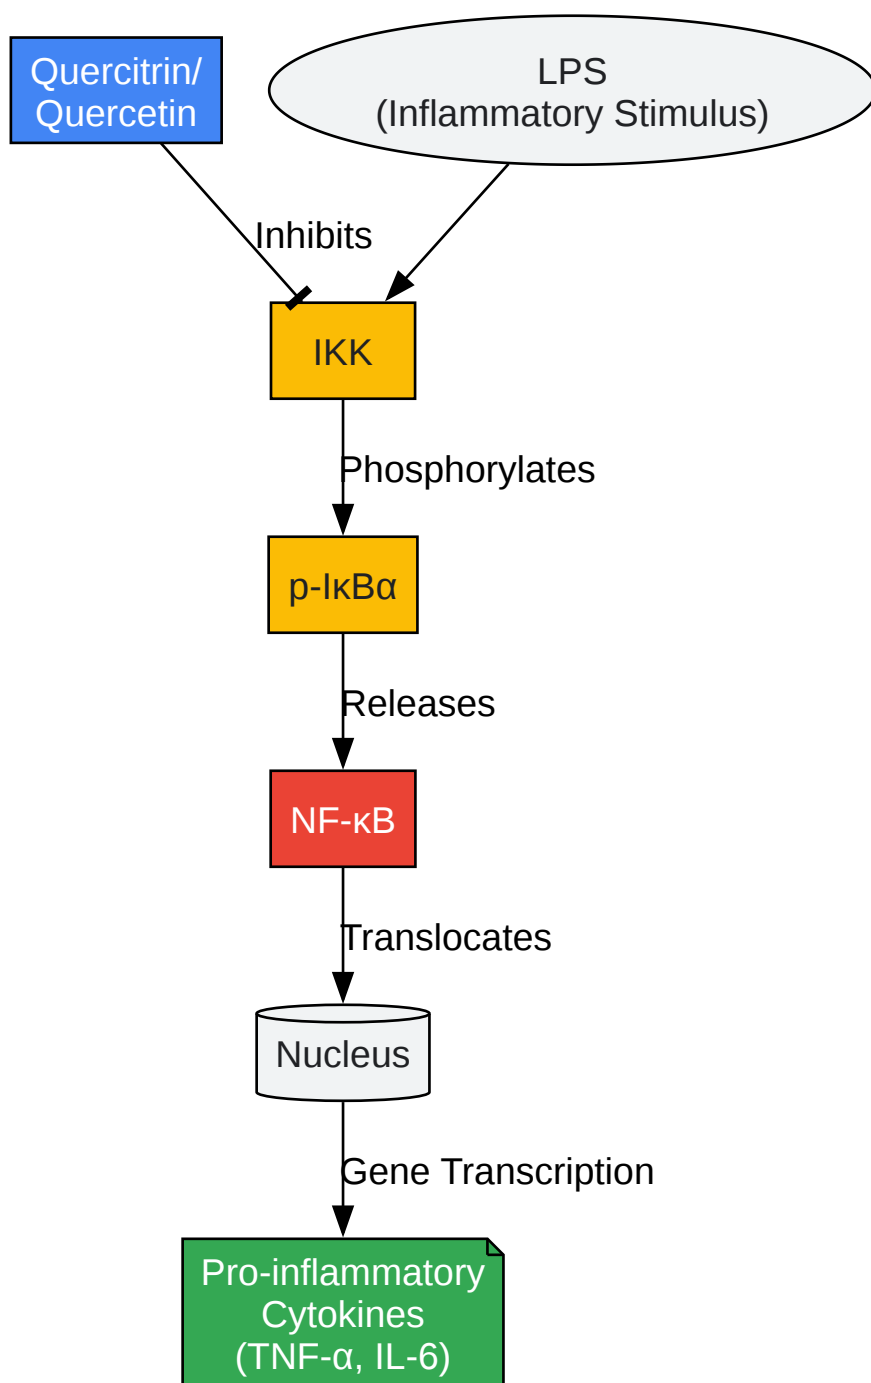 Quercitrin/
Quercetin
LPS
(Inflammatory Stimulus)
Inhibits
IKK
Phosphorylates
p-IκBα
Releases
NF-κB
Translocates
Nucleus
Gene Transcription
Pro-inflammatory
Cytokines
(TNF-α, IL-6)